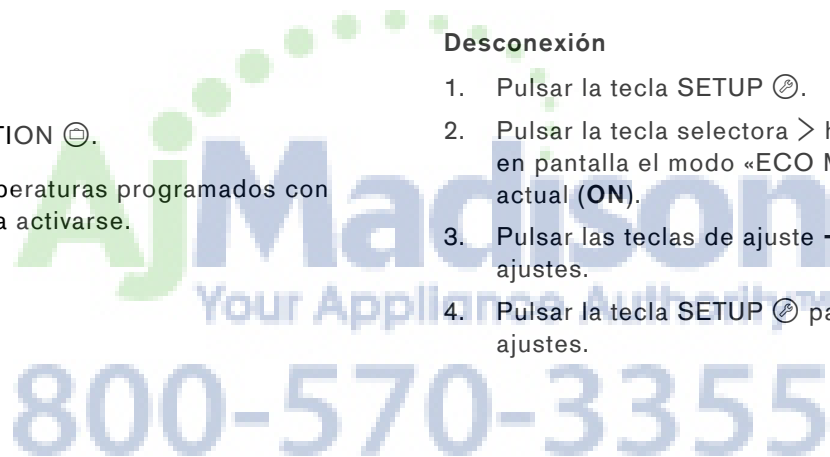 TION
peraturas programados con
a activarse.
Desconexión
1. Pulsar la tecla SETUP.
2. Pulsar la tecla selectora > h
en pantalla el modo «ECO M
actual (ON).
3. Pulsar las teclas de ajuste –
ajustes.
4. Pulsar la tecla SETUP pa
ajustes.
AjMadison
Your Appliance Authority™
800-570-3355